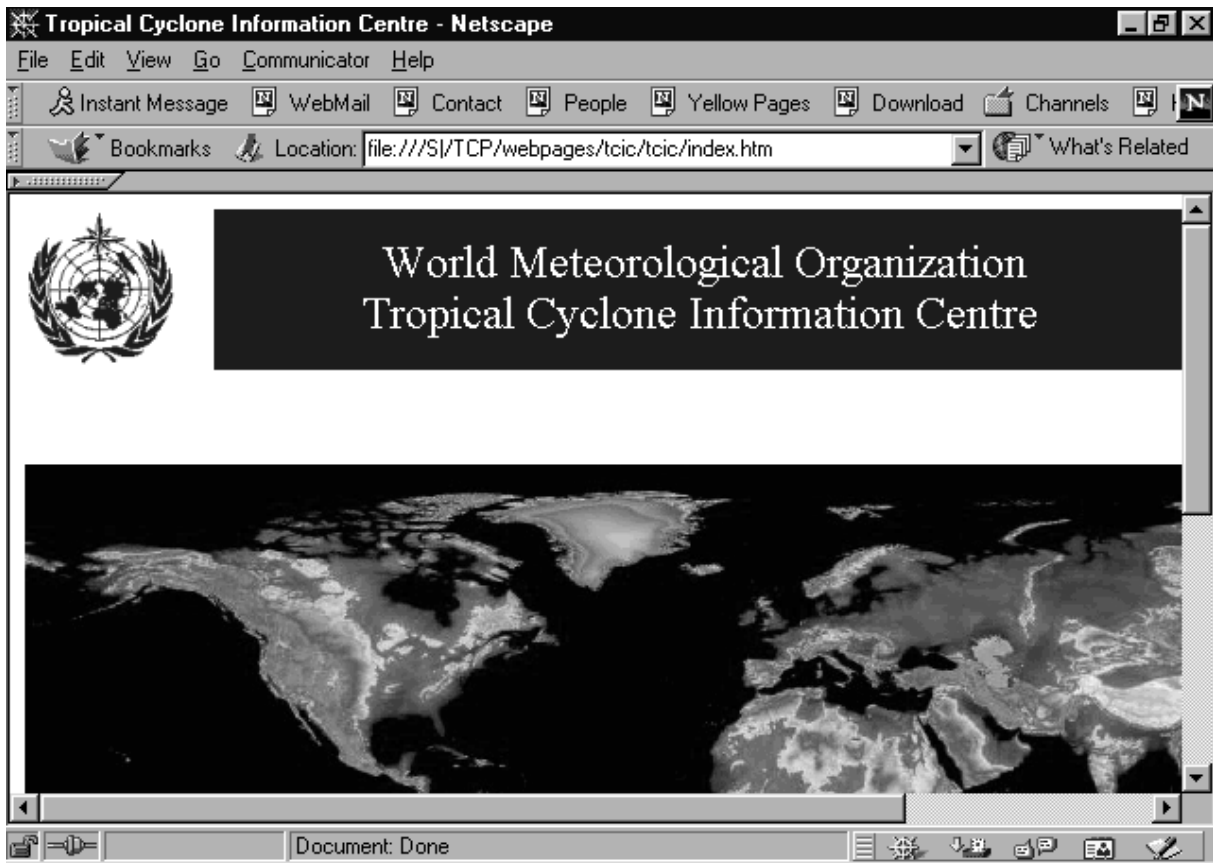 Tropical Cyclone Information Centre - Netscape
File Edit View Go Communicator Help
Instant Message WebMail Contact People Yellow Pages Download Channels
N
Bookmarks Location: file:///S|/TCP/webpages/tcic/tcic/index.htm What's Related
World Meteorological Organization
Tropical Cyclone Information Centre
Document: Done